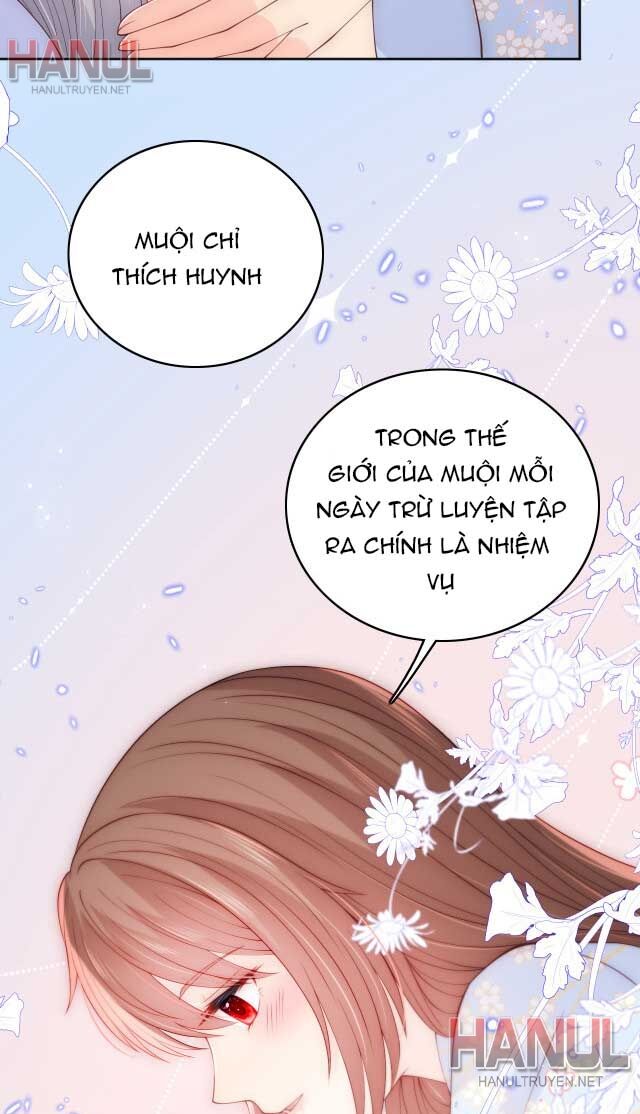 HANUL
HANULTRUYEN.NET
MUỘI CHỈ
THÍCH HUYNH
TRONG THẾ
GIỚI CỦA MUỘI MỖI
NGÀY TRỪ LUYỆN TẬP
RA CHÍNH LÀ NHIỆM
VỤ
HANUL
HANULTRUYEN.NET